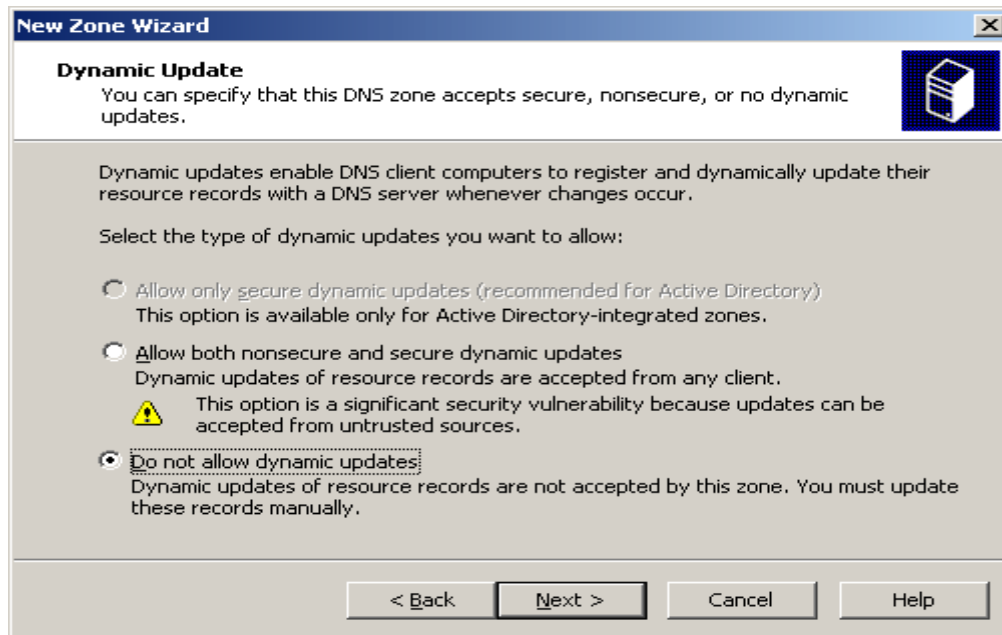 New Zone Wizard
Dynamic Update
You can specify that this DNS zone accepts secure, nonsecure, or no dynamic
updates.
Dynamic updates enable DNS client computers to register and dynamically update their
resource records with a DNS server whenever changes occur.
Select the type of dynamic updates you want to allow:
Allow only secure dynamic updates (recommended for Active Directory)
This option is available only for Active Directory-integrated zones.
Allow both nonsecure and secure dynamic updates
Dynamic updates of resource records are accepted from any client.
This option is a significant security vulnerability because updates can be
accepted from untrusted sources.
Do not allow dynamic updates
Dynamic updates of resource records are not accepted by this zone. You must update
these records manually.
< Back Next > Cancel Help